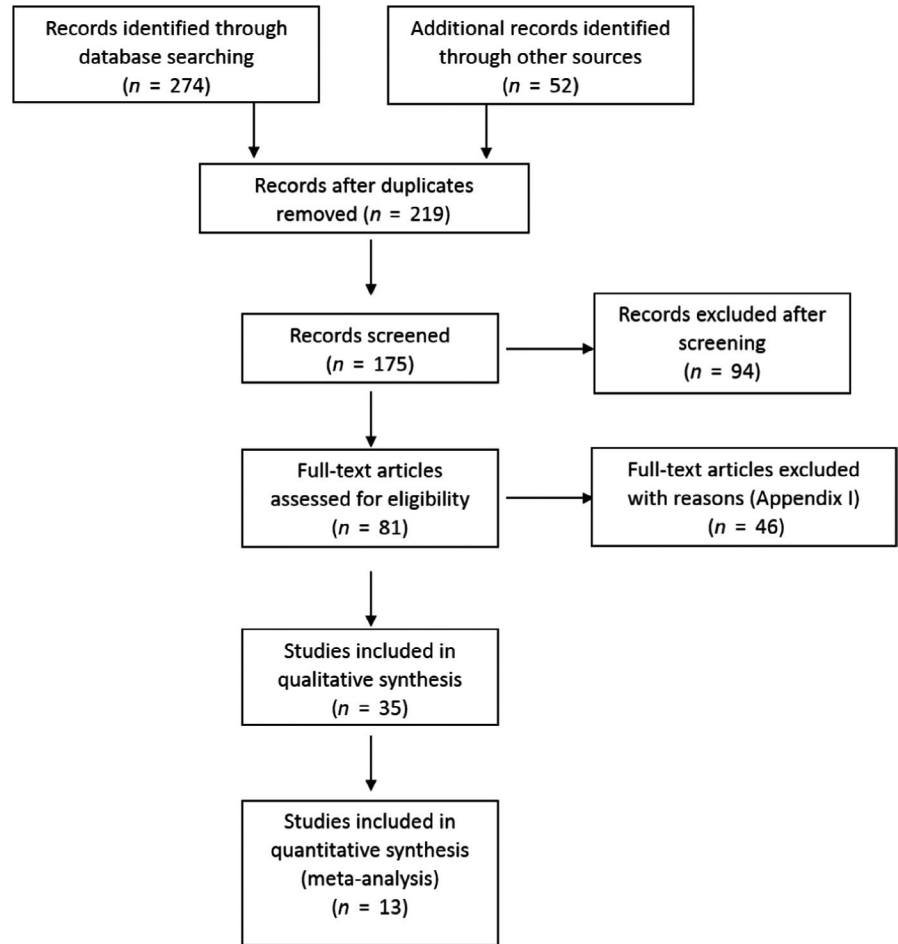 Records identified through
database searching
(n = 274)
Additional records identified
through other sources
(n = 52)
Records after duplicates
removed (n = 219)
Records screened
(n = 175)
Records excluded after
screening
(n = 94)
Full-text articles
assessed for eligibility
(n = 81)
Full-text articles excluded
with reasons (Appendix I)
(n = 46)
Studies included in
qualitative synthesis
(n = 35)
Studies included in
quantitative synthesis
(meta-analysis)
(n = 13)